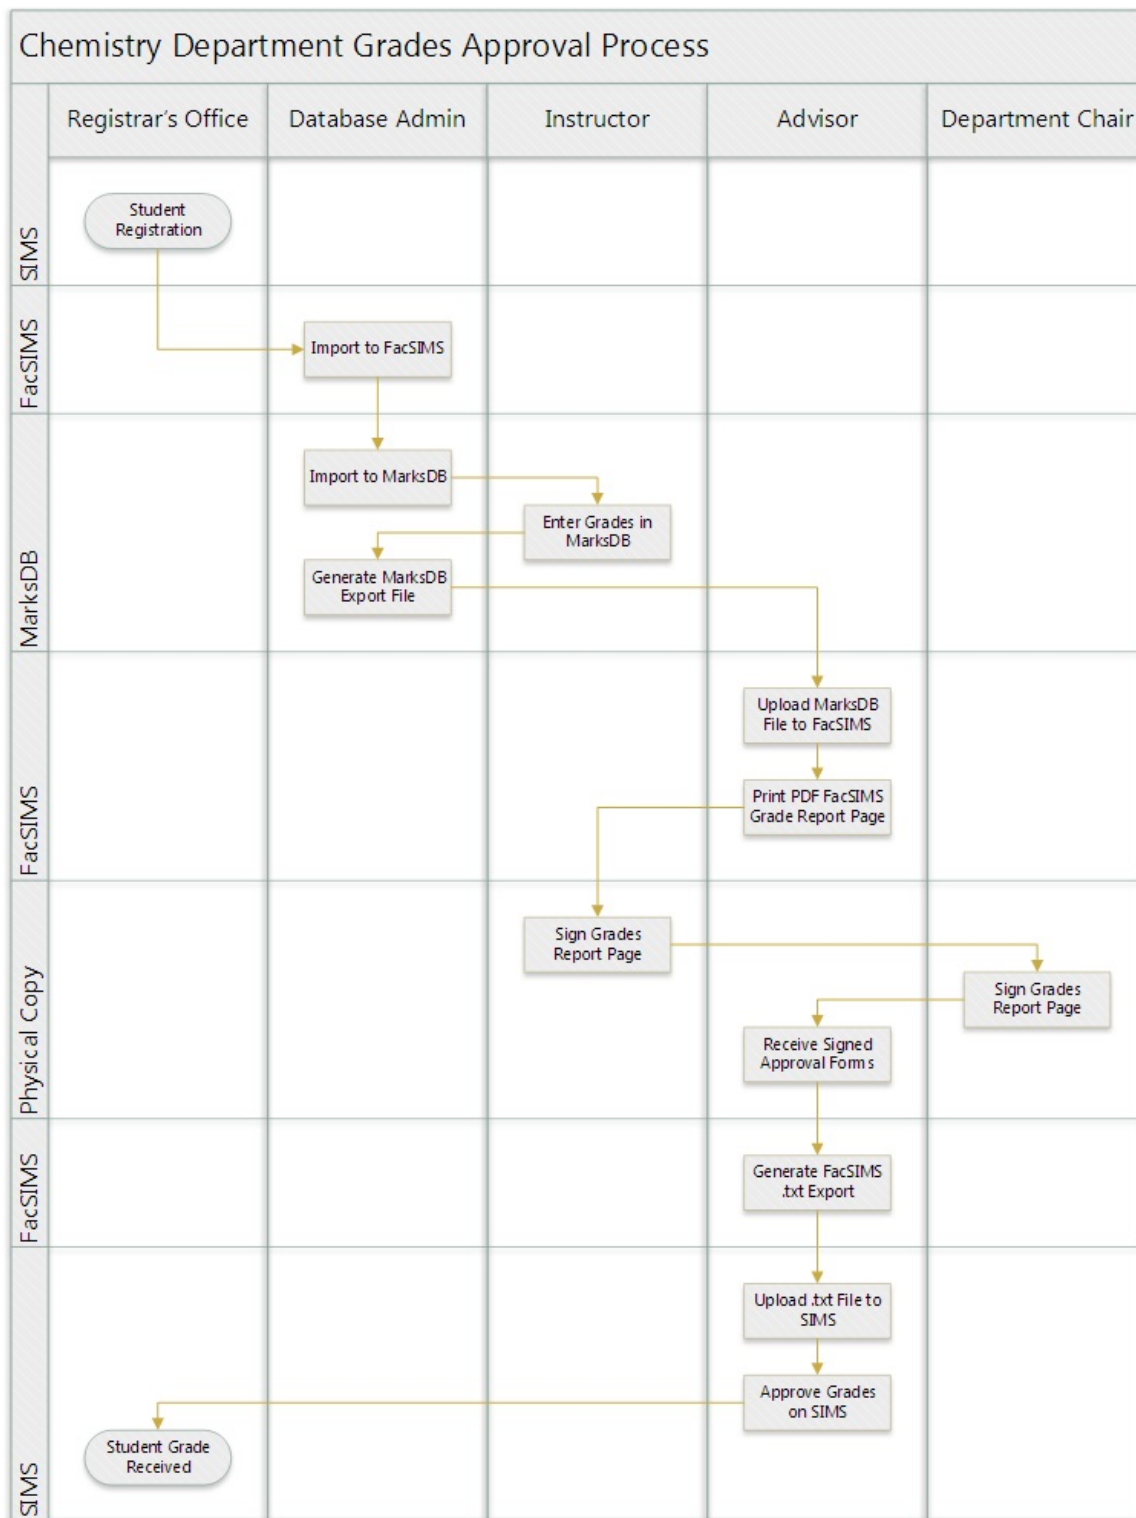 Chemistry Department Grades Approval Process
Registrar's Office
Database Admin
Instructor
Advisor
Department Chair
SIMS
Student
Registration
FacSIMS
Import to FacSIMS
MarksDB
Import to MarksDB
Enter Grades in
MarksDB
Generate MarksDB
Export File
FacSIMS
Upload MarksDB
File to FacSIMS
Print PDF FacSIMS
Grade Report Page
Physical Copy
Sign Grades
Report Page
Sign Grades
Report Page
Receive Signed
Approval Forms
FacSIMS
Generate FacSIMS
.txt Export
SIMS
Upload .txt File to
SIMS
Approve Grades
on SIMS
Student Grade
Received